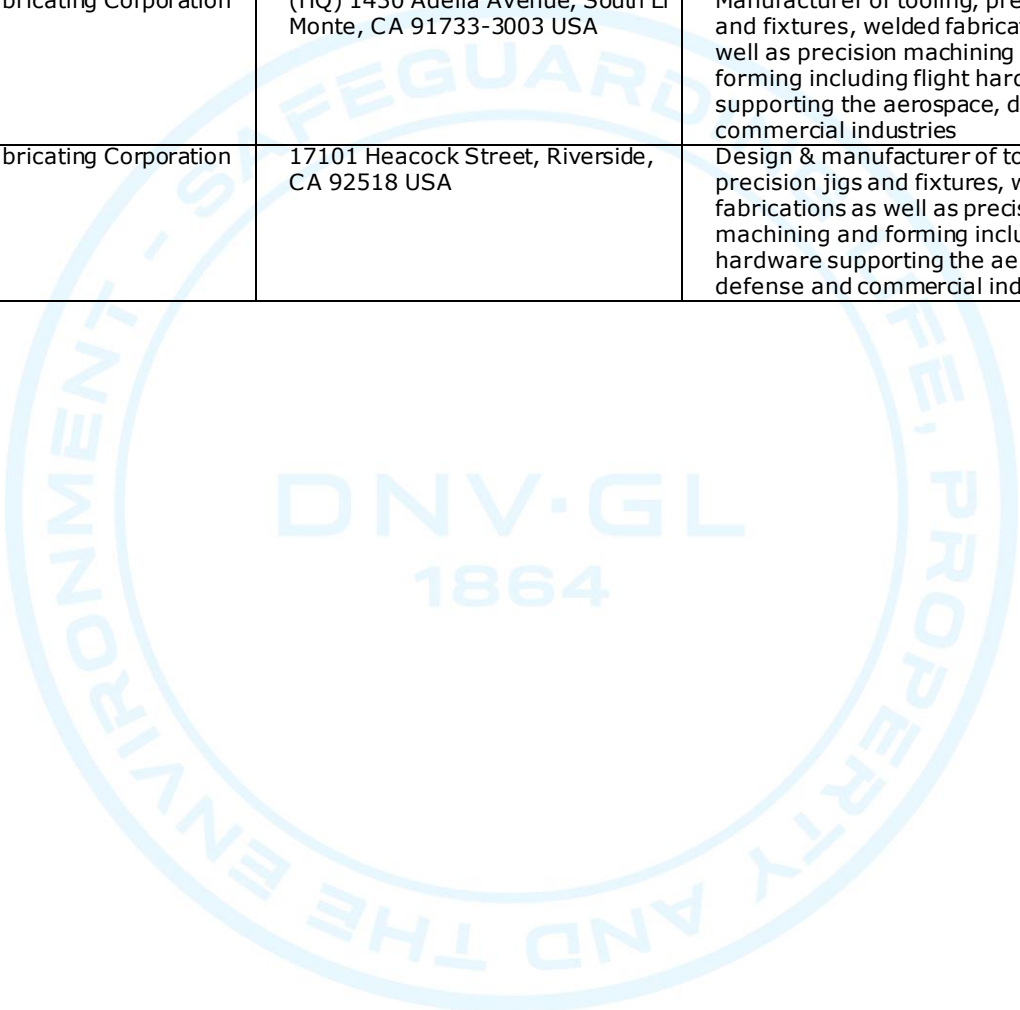 bricating Corporation
(HQ) 1430 Adelia Avenue, South El
Monte, CA 91733-3003 USA
Manufacturer of tooling, pre
and fixtures, welded fabricat
well as precision machining
forming including flight hard
supporting the aerospace, d
commercial industries
bricating Corporation
17101 Heacock Street, Riverside,
CA 92518 USA
Design & manufacturer of to
precision jigs and fixtures, w
fabrications as well as precis
machining and forming inclu
hardware supporting the ae
defense and commercial ind
SAFEGUARD
FE, PROPERTY AND THE ENVIRONMENT -
DNV·GL
1864